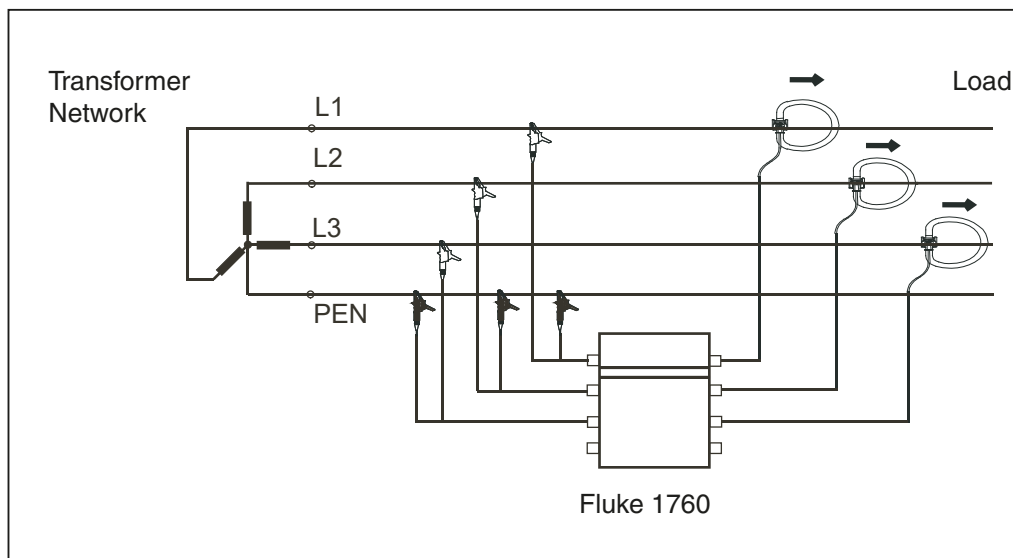 Transformer
Network
Load
L1
L2
L3
PEN
Fluke 1760